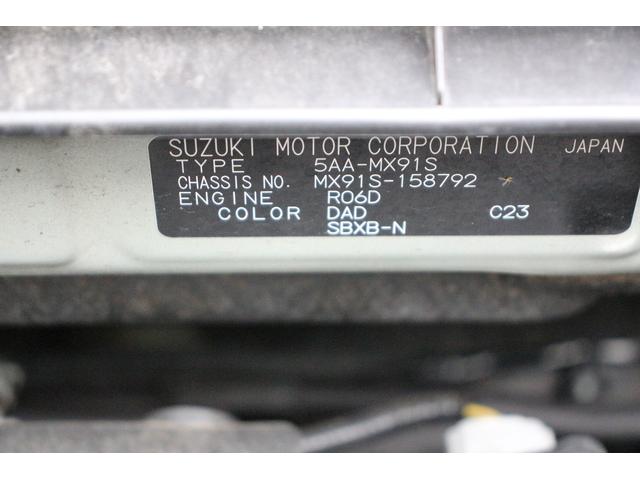 SUZUKI MOTOR CORPORATION JAPAN
TYPE 5AA-MX91S
CHASSIS NO. MX91S-158792
ENGINE R06D
COLOR DAD C23
SBXB-N